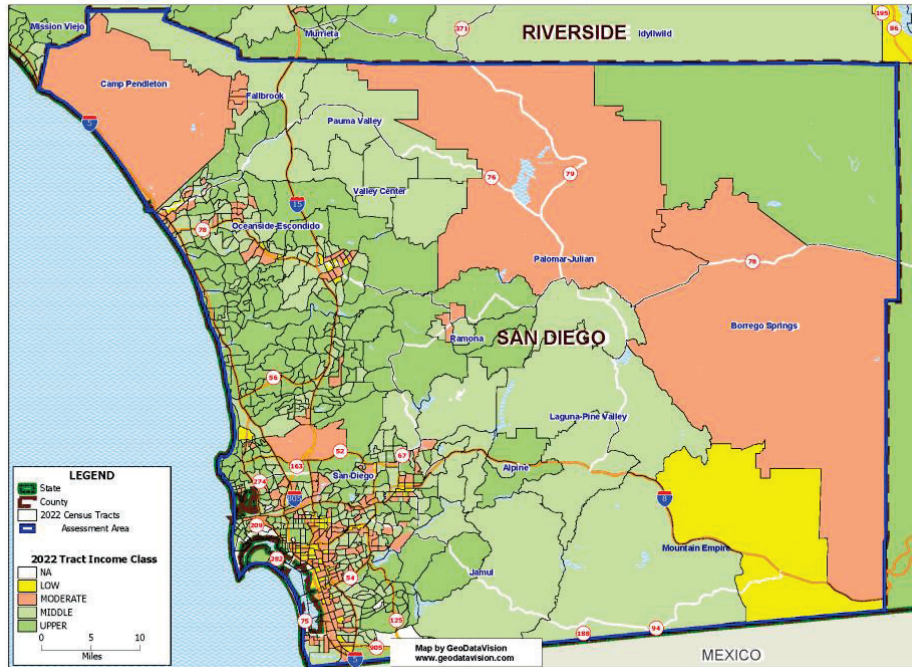 Mission Viejo
Murrieta
371
RIVERSIDE
Idyllwild
195
86
Camp Pendleton
Fallbrook
5
Pauma Valley
76
79
Valley Center
15
78
Oceanside-Escondido
Palomar-Julian
78
Borrego Springs
Ramona
SAN DIEGO
56
Laguna-Pine Valley
52
67
163
San-Diego
Alpine
274
805
8
209
Mountain Empire
282
54
Jamul
75
125
188
94
905
5
MEXICO
LEGEND
State
County
2022 Census Tracts
Assessment Area
2022 Tract Income Class
NA
LOW
MODERATE
MIDDLE
UPPER
0 5 10
Miles
Map by GeoDataVision
www.geodatavision.com